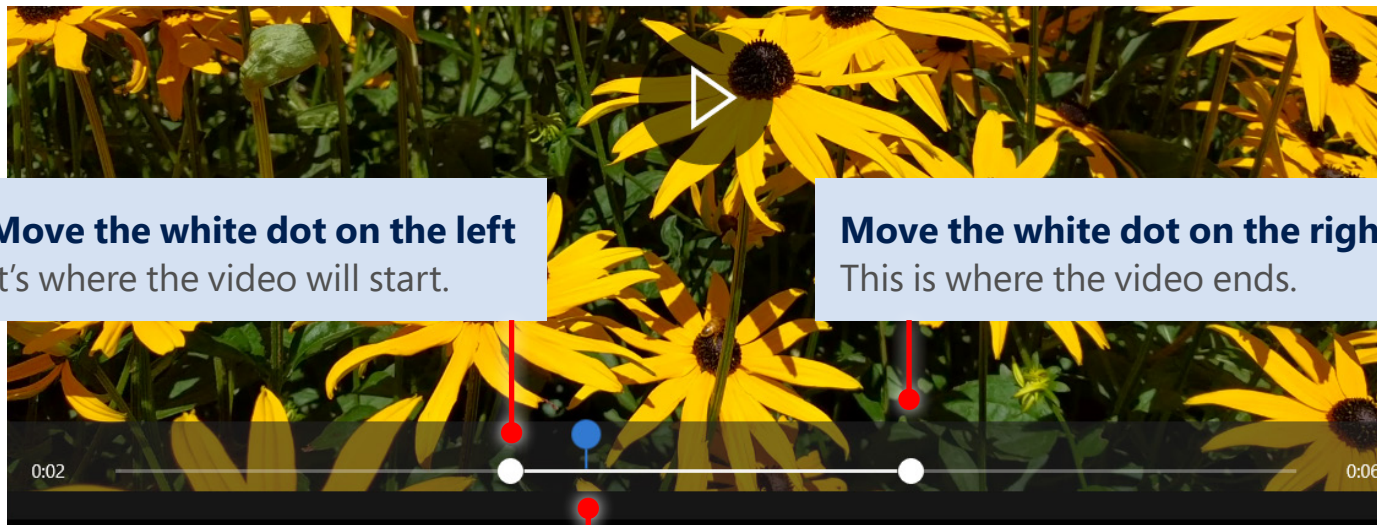 Move the white dot on the left
t's where the video will start.
Move the white dot on the righ
This is where the video ends.
0:02
0:06